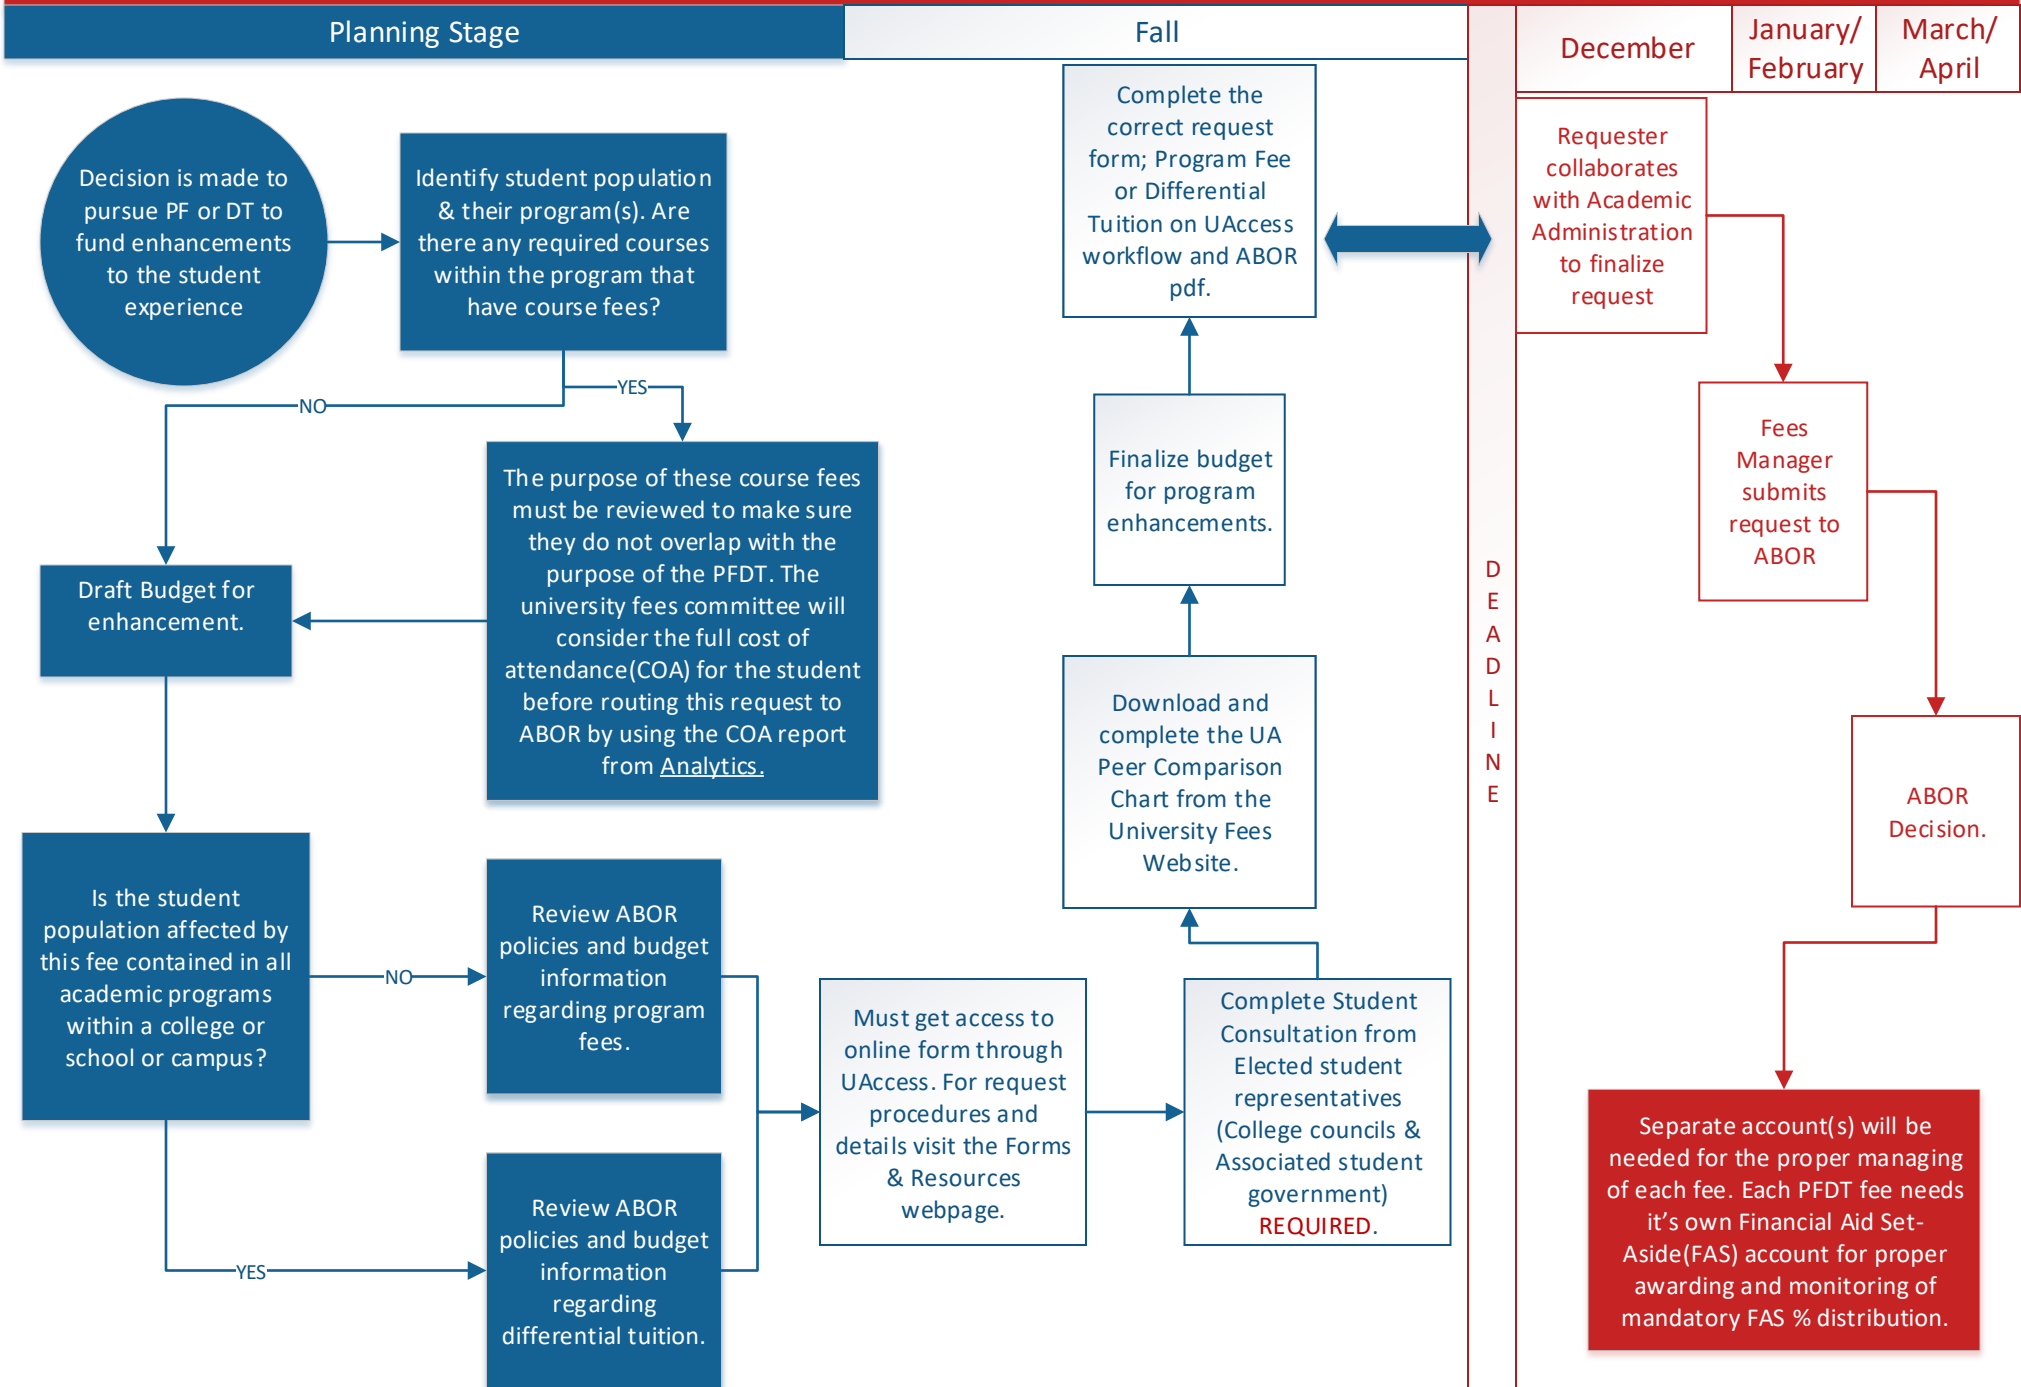 Planning Stage
Fall
December
January/
February
March/
April
Decision is made to
pursue PF or DT to
fund enhancements
to the student
experience
Identify student population
& their program(s). Are
there any required courses
within the program that
have course fees?
NO
YES
The purpose of these course fees
must be reviewed to make sure
they do not overlap with the
purpose of the PFDT. The
university fees committee will
consider the full cost of
attendance(COA) for the student
before routing this request to
ABOR by using the COA report
from Analytics.
Draft Budget for
enhancement.
Is the student
population affected by
this fee contained in all
academic programs
within a college or
school or campus?
NO
YES
Review ABOR
policies and budget
information
regarding program
fees.
Review ABOR
policies and budget
information
regarding
differential tuition.
Must get access to
online form through
UAccess. For request
procedures and
details visit the Forms
& Resources
webpage.
Complete Student
Consultation from
Elected student
representatives
(College councils &
Associated student
government)
REQUIRED.
Download and
complete the UA
Peer Comparison
Chart from the
University Fees
Website.
Finalize budget
for program
enhancements.
Complete the
correct request
form; Program Fee
or Differential
Tuition on UAccess
workflow and ABOR
pdf.
D
E
A
D
L
I
N
E
Requester
collaborates
with Academic
Administration
to finalize
request
Fees
Manager
submits
request to
ABOR
ABOR
Decision.
Separate account(s) will be
needed for the proper managing
of each fee. Each PFDT fee needs
it’s own Financial Aid Set-
Aside(FAS) account for proper
awarding and monitoring of
mandatory FAS % distribution.